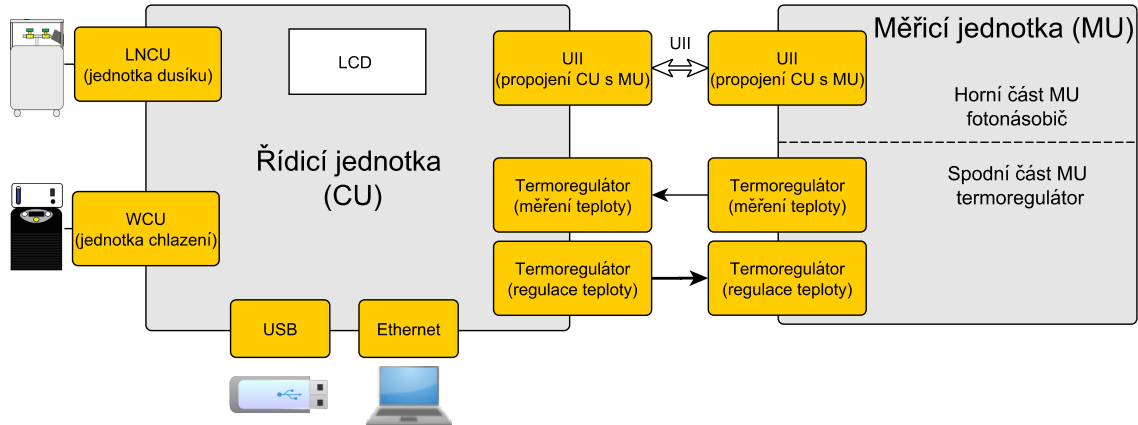 LNCU
(jednotka dusíku)
LCD
UII
(propojení CU s MU)
UII
UII
(propojení CU s MU)
Měřicí jednotka (MU)
Horní část MU
fotonásobič
Řídicí jednotka
(CU)
Spodní část MU
termoregulátor
WCU
(jednotka chlazení)
Termoregulátor
(měření teploty)
Termoregulátor
(měření teploty)
Termoregulátor
(regulace teploty)
Termoregulátor
(regulace teploty)
USB
Ethernet